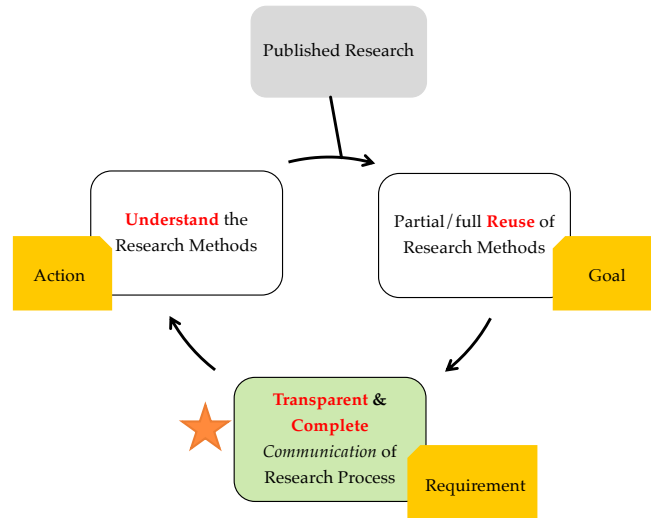 Published Research
Understand the
Research Methods
Action
Partial/full Reuse of
Research Methods
Goal
Transparent &
Complete
Communication of
Research Process
Requirement